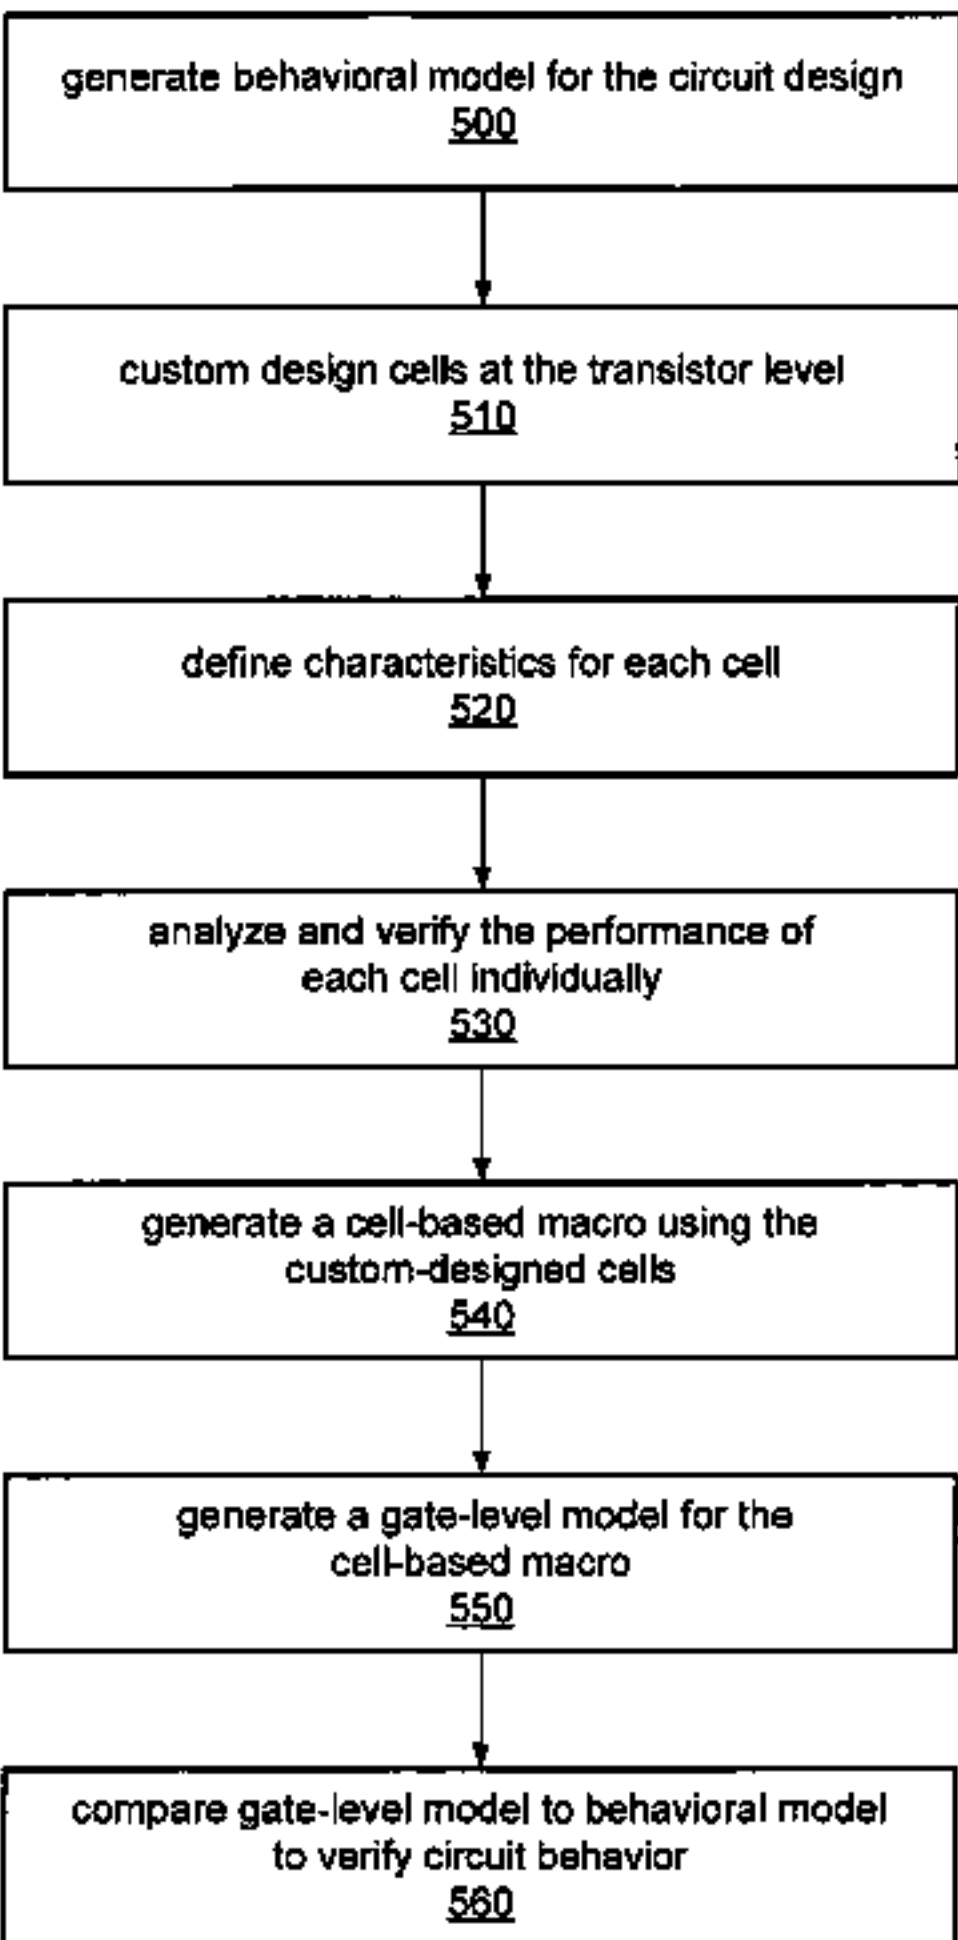 generate behavioral model for the circuit design
500
custom design cells at the transistor level
510
define characteristics for each cell
520
analyze and verify the performance of
each cell individually
530
generate a cell-based macro using the
custom-designed cells
540
generate a gate-level model for the
cell-based macro
550
compare gate-level model to behavioral model
to verify circuit behavior
560